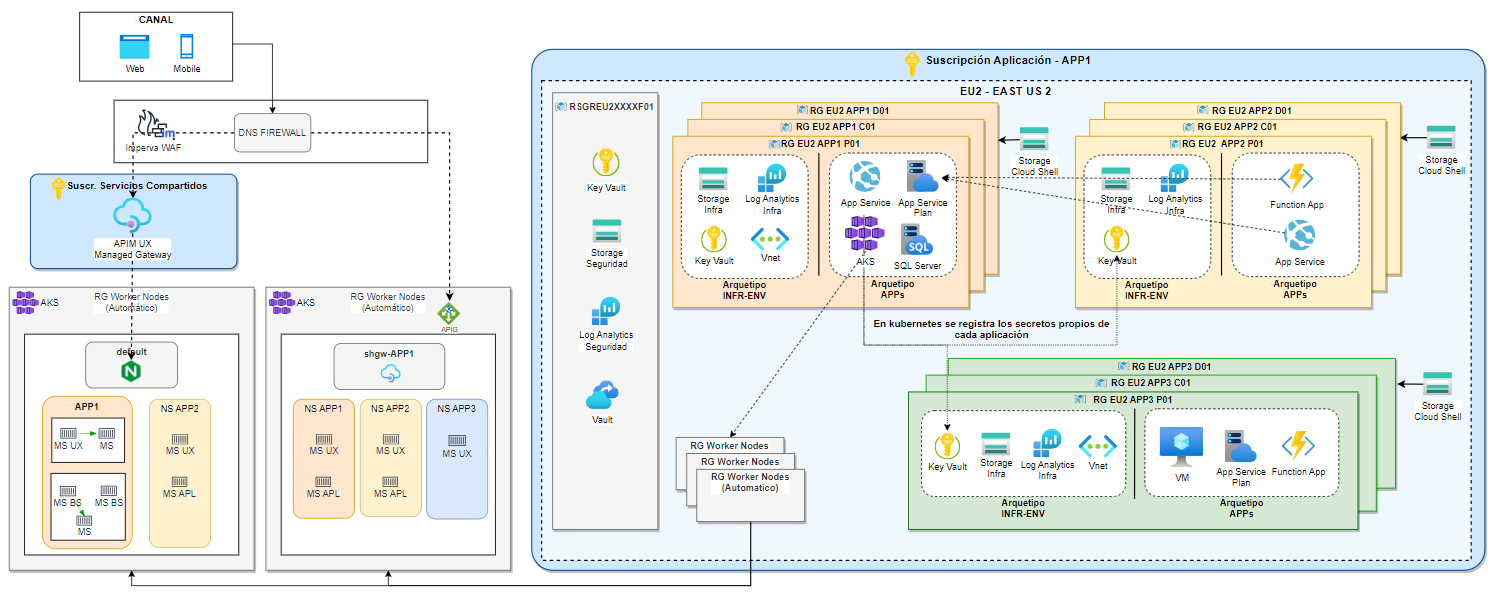 CANAL
Web
Mobile
DNS FIREWALL
Imperva WAF
Suscr. Servicios Compartidos
APIM UX
Managed Gateway
AKS
RG Worker Nodes
(Automático)
default
APP1
MS UX
MS
MS BS
MS BS
MS
NS APP2
MS UX
MS APL
AKS
RG Worker Nodes
(Automático)
APIG
shgw-APP1
NS APP1
MS UX
MS APL
NS APP2
MS UX
MS APL
NS APP3
MS UX
Suscripción Aplicación - APP1
EU2 - EAST US 2
RSGREU2XXXXF01
Key Vault
Storage
Seguridad
Log Analytics
Seguridad
Vault
RG EU2 APP1 D01
RG EU2 APP1 C01
RG EU2 APP1 P01
Storage
Infra
Log Analytics
Infra
Key Vault
Vnet
Arquetipo
INFR-ENV
App Service
App Service
Plan
AKS
SQL
SQL Server
Arquetipo
APPs
Storage
Cloud Shell
RG EU2 APP2 D01
RG EU2 APP2 C01
RG EU2 APP2 P01
Storage
Infra
Log Analytics
Infra
Key Vault
Arquetipo
INFR-ENV
Function App
App Service
Arquetipo
APPs
Storage
Cloud Shell
En kubernetes se registra los secretos propios de
cada aplicación
RG EU2 APP3 D01
RG EU2 APP3 C01
RG EU2 APP3 P01
Key Vault
Storage
Infra
Log Analytics
Infra
Vnet
Arquetipo
INFR-ENV
VM
App Service
Plan
Function App
Arquetipo
APPs
Storage
Cloud Shell
RG Worker Nodes
RG Worker Nodes
RG Worker Nodes
(Automatico)